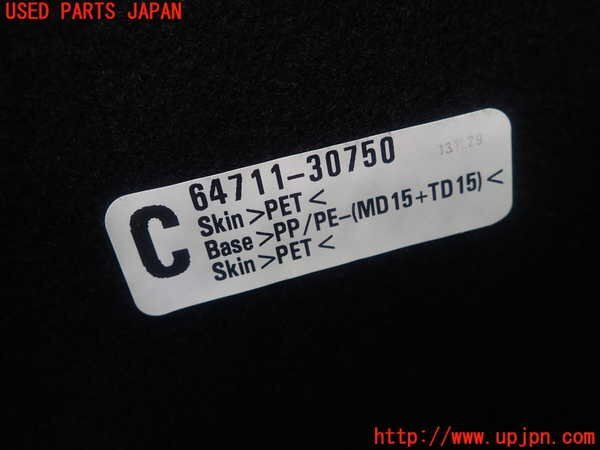 USED PARTS JAPAN
C
64711-30750
Skin>PET<
Base>PP/PE-(MD15+TD15)<
Skin>PET<
http://www.upjpn.com/